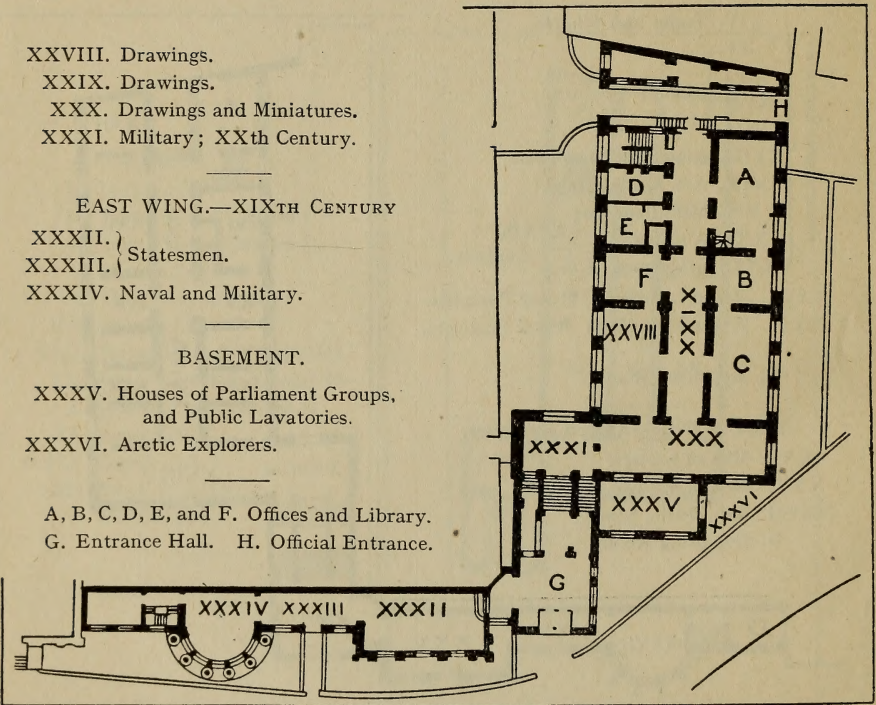 XXVIII. Drawings.
XXIX. Drawings.
XXX. Drawings and Miniatures.
XXXI. Military; XXth Century.
EAST WING.—XIXTH CENTURY
XXXII.
XXXIII.
} Statesmen.
XXXIV. Naval and Military.
BASEMENT.
XXXV. Houses of Parliament Groups,
and Public Lavatories.
XXXVI. Arctic Explorers.
A, B, C, D, E, and F. Offices and Library.
G. Entrance Hall. H. Official Entrance.
H
A
D
E
F
B
XXIX
XXVIII
C
XXXI
XXX
XXXV
XXXVI
G
XXXIV
XXXIII
XXXII